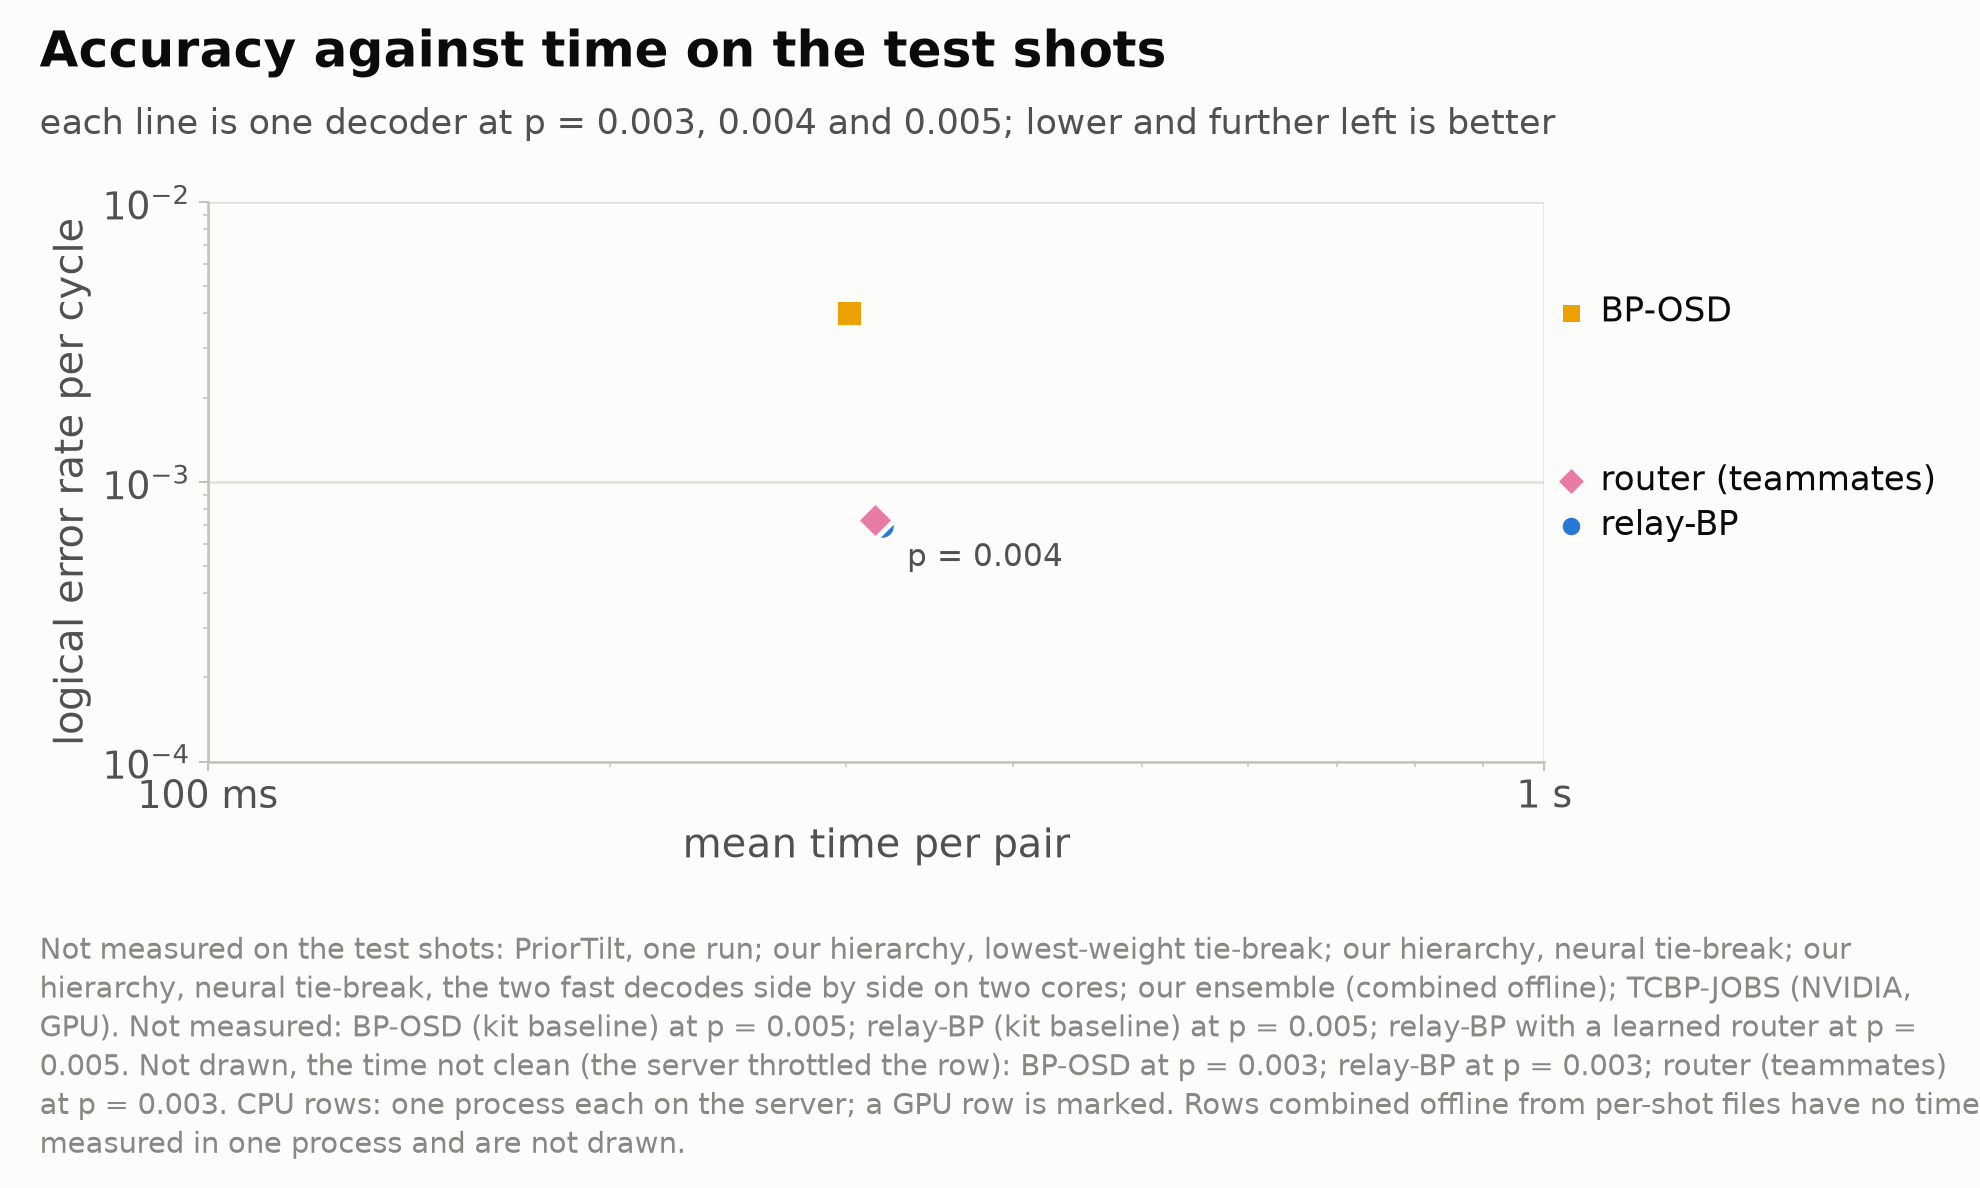 Accuracy against time on the test shots
each line is one decoder at p = 0.003, 0.004 and 0.005; lower and further left is better
logical error rate per cycle
10⁻²
10⁻³
10⁻⁴
BP-OSD
router (teammates)
relay-BP
p = 0.004
100 ms
1 s
mean time per pair
Not measured on the test shots: PriorTilt, one run; our hierarchy, lowest-weight tie-break; our hierarchy, neural tie-break; our
hierarchy, neural tie-break, the two fast decodes side by side on two cores; our ensemble (combined offline); TCBP-JOBS (NVIDIA,
GPU). Not measured: BP-OSD (kit baseline) at p = 0.005; relay-BP (kit baseline) at p = 0.005; relay-BP with a learned router at p =
0.005. Not drawn, the time not clean (the server throttled the row): BP-OSD at p = 0.003; relay-BP at p = 0.003; router (teammates)
at p = 0.003. CPU rows: one process each on the server; a GPU row is marked. Rows combined offline from per-shot files have no time
measured in one process and are not drawn.